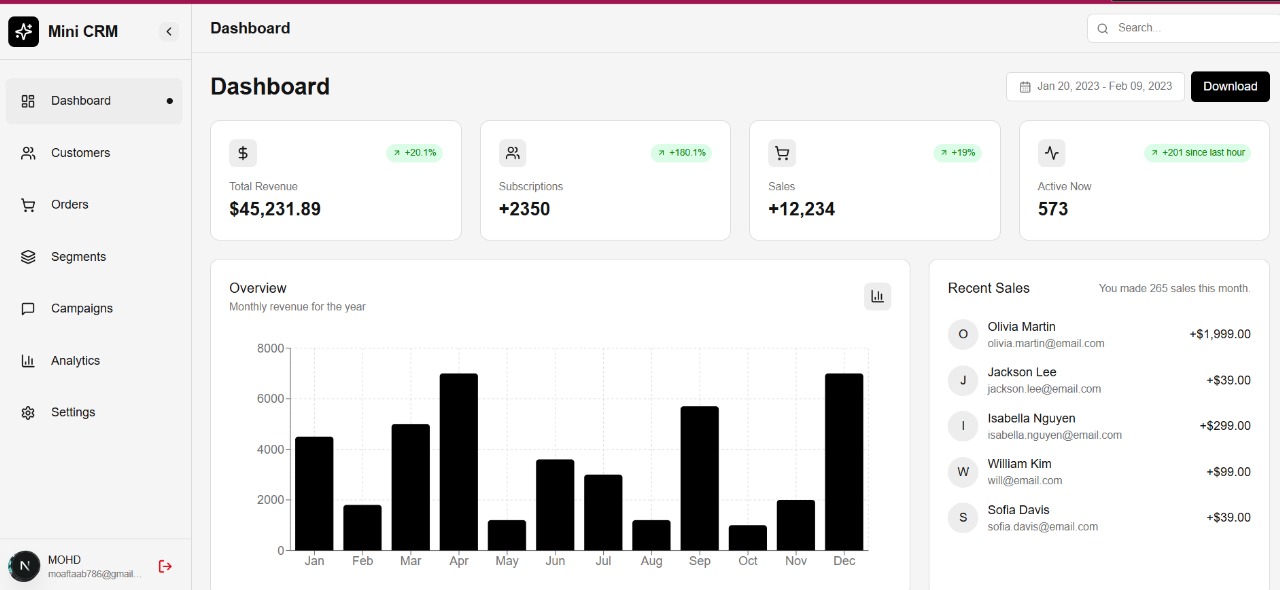 Mini CRM
Dashboard
Customers
Orders
Segments
Campaigns
Analytics
Settings
N
MOHD
moaftaab786@gmail...
Dashboard
Search...
Dashboard
Jan 20, 2023 - Feb 09, 2023
Download
$
+20.1%
Total Revenue
$45,231.89
+180.1%
Subscriptions
+2350
+19%
Sales
+12,234
+201 since last hour
Active Now
573
Overview
Monthly revenue for the year
8000
6000
4000
2000
0
Jan Feb Mar Apr May Jun Jul Aug Sep Oct Nov Dec
Recent Sales
You made 265 sales this month.
O
Olivia Martin
olivia.martin@email.com
+$1,999.00
J
Jackson Lee
jackson.lee@email.com
+$39.00
I
Isabella Nguyen
isabella.nguyen@email.com
+$299.00
W
William Kim
will@email.com
+$99.00
S
Sofia Davis
sofia.davis@email.com
+$39.00